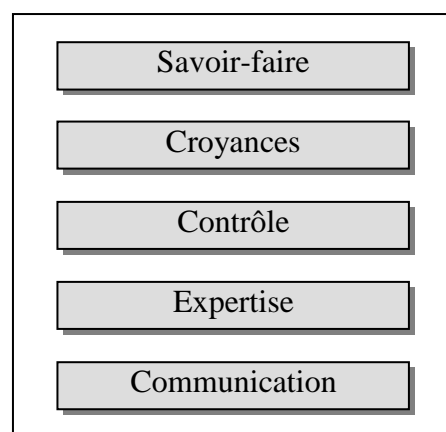 Savoir-faire
Croyances
Contrôle
Expertise
Communication